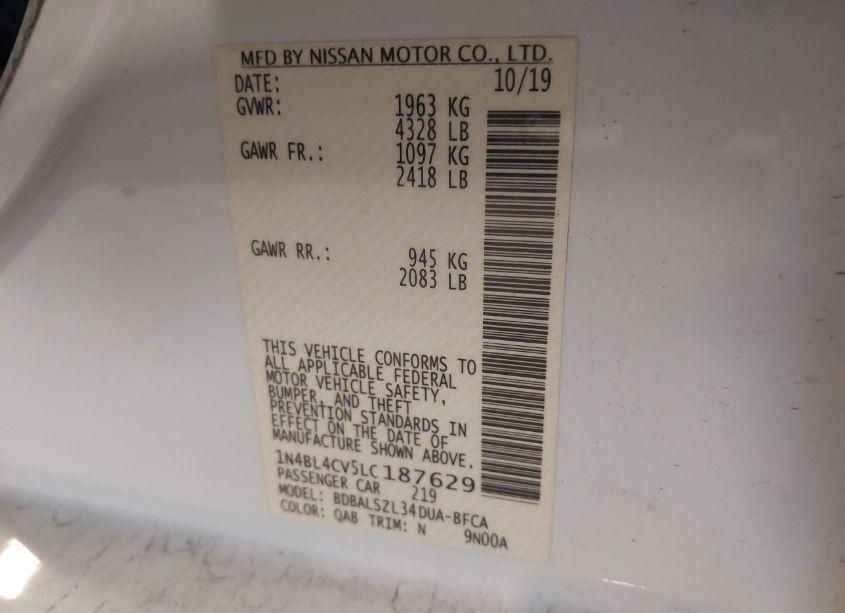 MFD BY NISSAN MOTOR CO., LTD.
DATE: 10/19
GVWR: 1963 KG
4328 LB
GAWR FR.: 1097 KG
2418 LB
GAWR RR.: 945 KG
2083 LB
THIS VEHICLE CONFORMS TO
ALL APPLICABLE FEDERAL
MOTOR VEHICLE SAFETY,
BUMPER, AND THEFT
PREVENTION STANDARDS IN
EFFECT ON THE DATE OF
MANUFACTURE SHOWN ABOVE.
1N4BL4CV5LC187629
PASSENGER CAR 219
MODEL: BDBALSZL34DUA-BFCA
COLOR: QAB TRIM: N 9N00A